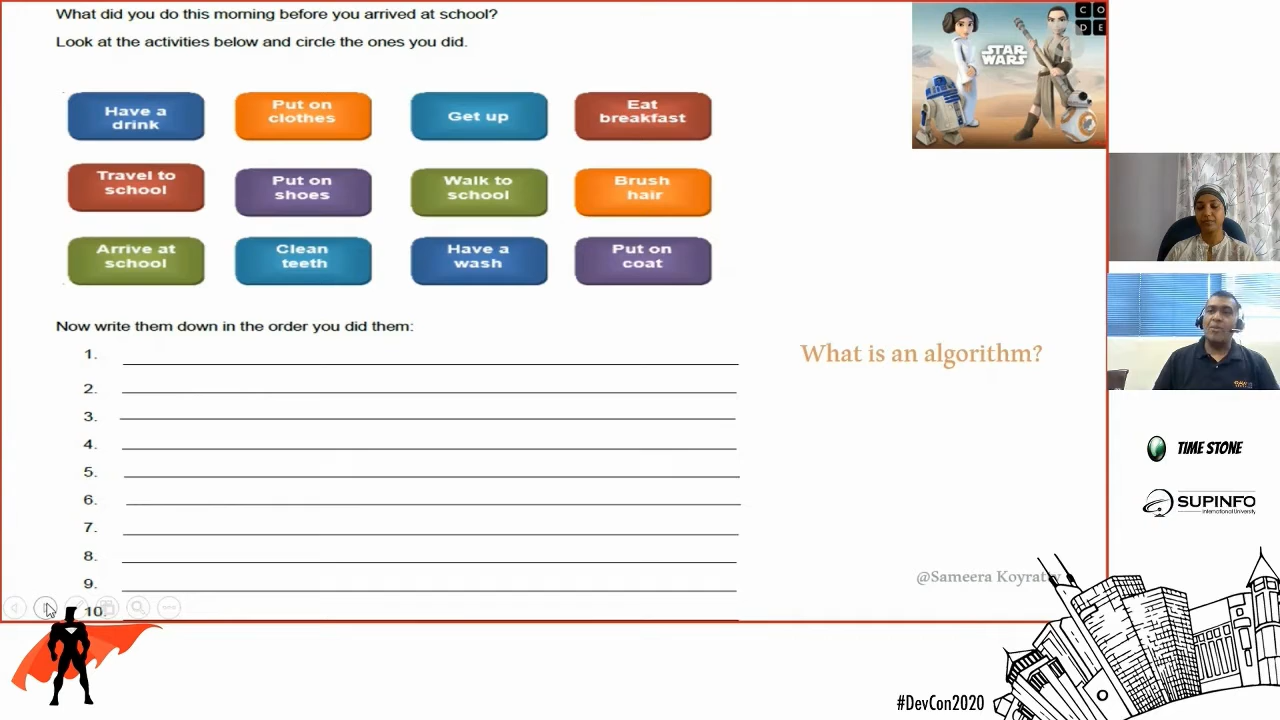 What did you do this morning before you arrived at school?
Look at the activities below and circle the ones you did.
Have a
drink
Put on
clothes
Get up
Eat
breakfast
Travel to
school
Put on
shoes
Walk to
school
Brush
hair
Arrive at
school
Clean
teeth
Have a
wash
Put on
coat
Now write them down in the order you did them:
1.
2.
3.
4.
5.
6.
7.
8.
9.
10.
STAR
WARS
C O
D E
What is an algorithm?
@Sameera
TIME STONE
SUPINFO
International University
#DevCon2020